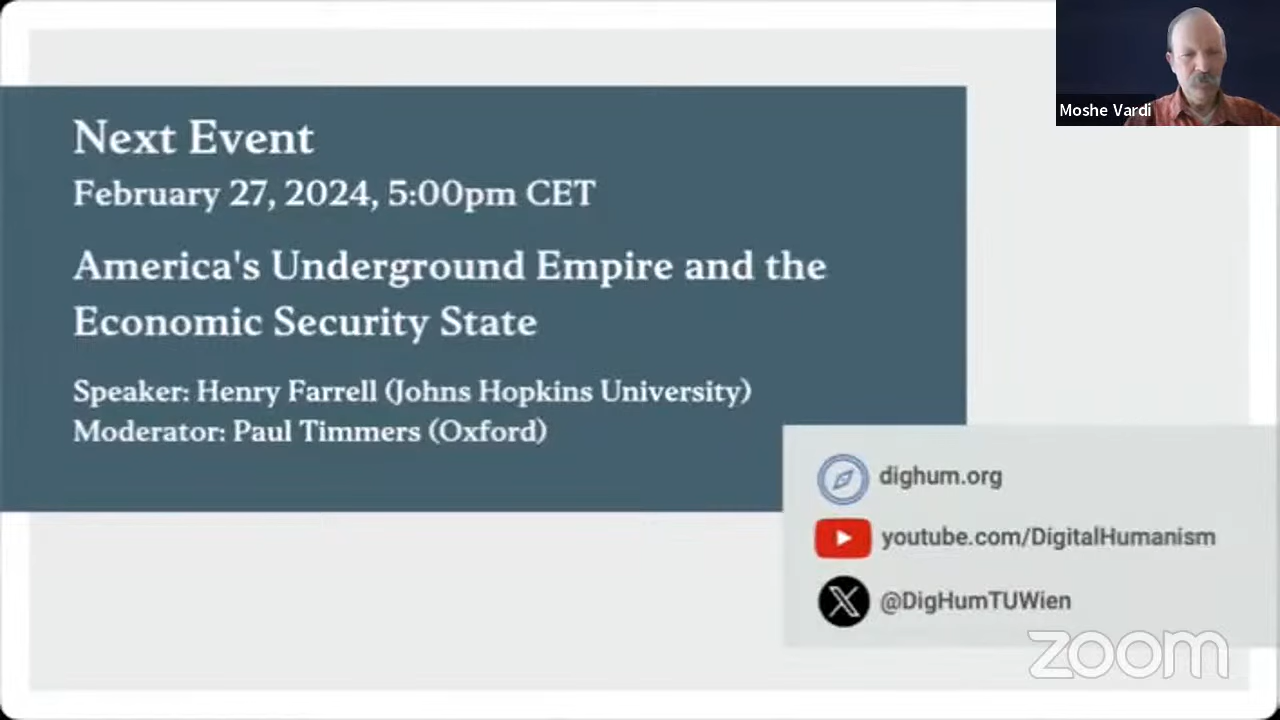 Next Event
February 27, 2024, 5:00pm CET
America's Underground Empire and the
Economic Security State
Speaker: Henry Farrell (Johns Hopkins University)
Moderator: Paul Timmers (Oxford)
Moshe Vardi
dighum.org
youtube.com/DigitalHumanism
@DigHumTUWien
zoom